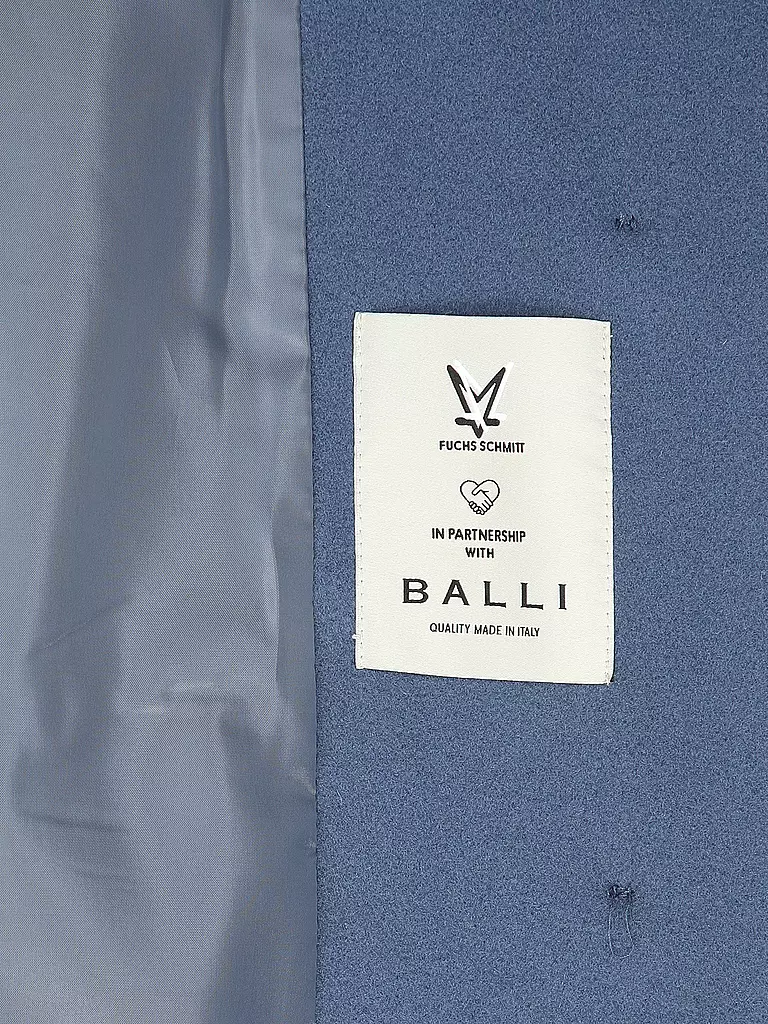 FUCHS SCHMITT
IN PARTNERSHIP
WITH
BALLI
QUALITY MADE IN ITALY